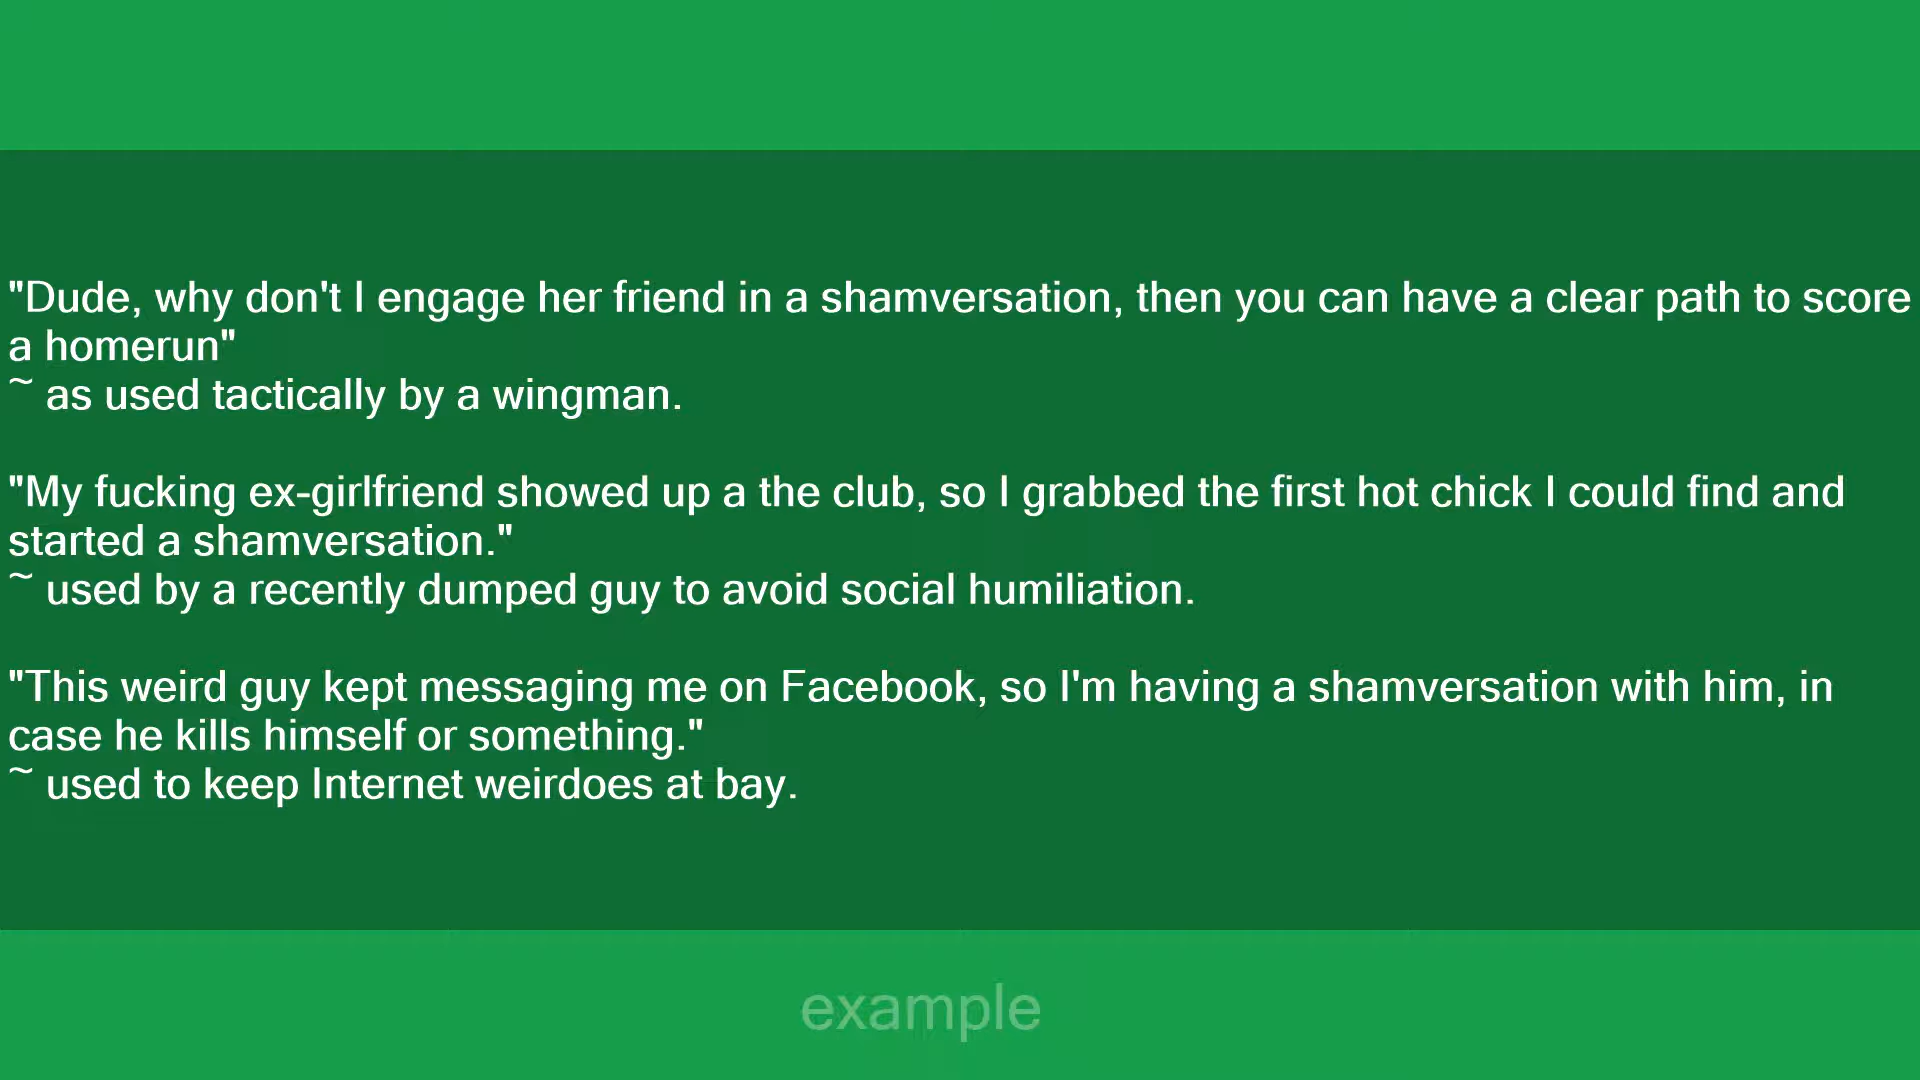 "Dude, why don't I engage her friend in a shamversation, then you can have a clear path to score
a homerun"
~ as used tactically by a wingman.
"My fucking ex-girlfriend showed up a the club, so I grabbed the first hot chick I could find and
started a shamversation."
~ used by a recently dumped guy to avoid social humiliation.
"This weird guy kept messaging me on Facebook, so I'm having a shamversation with him, in
case he kills himself or something."
~ used to keep Internet weirdoes at bay.
example